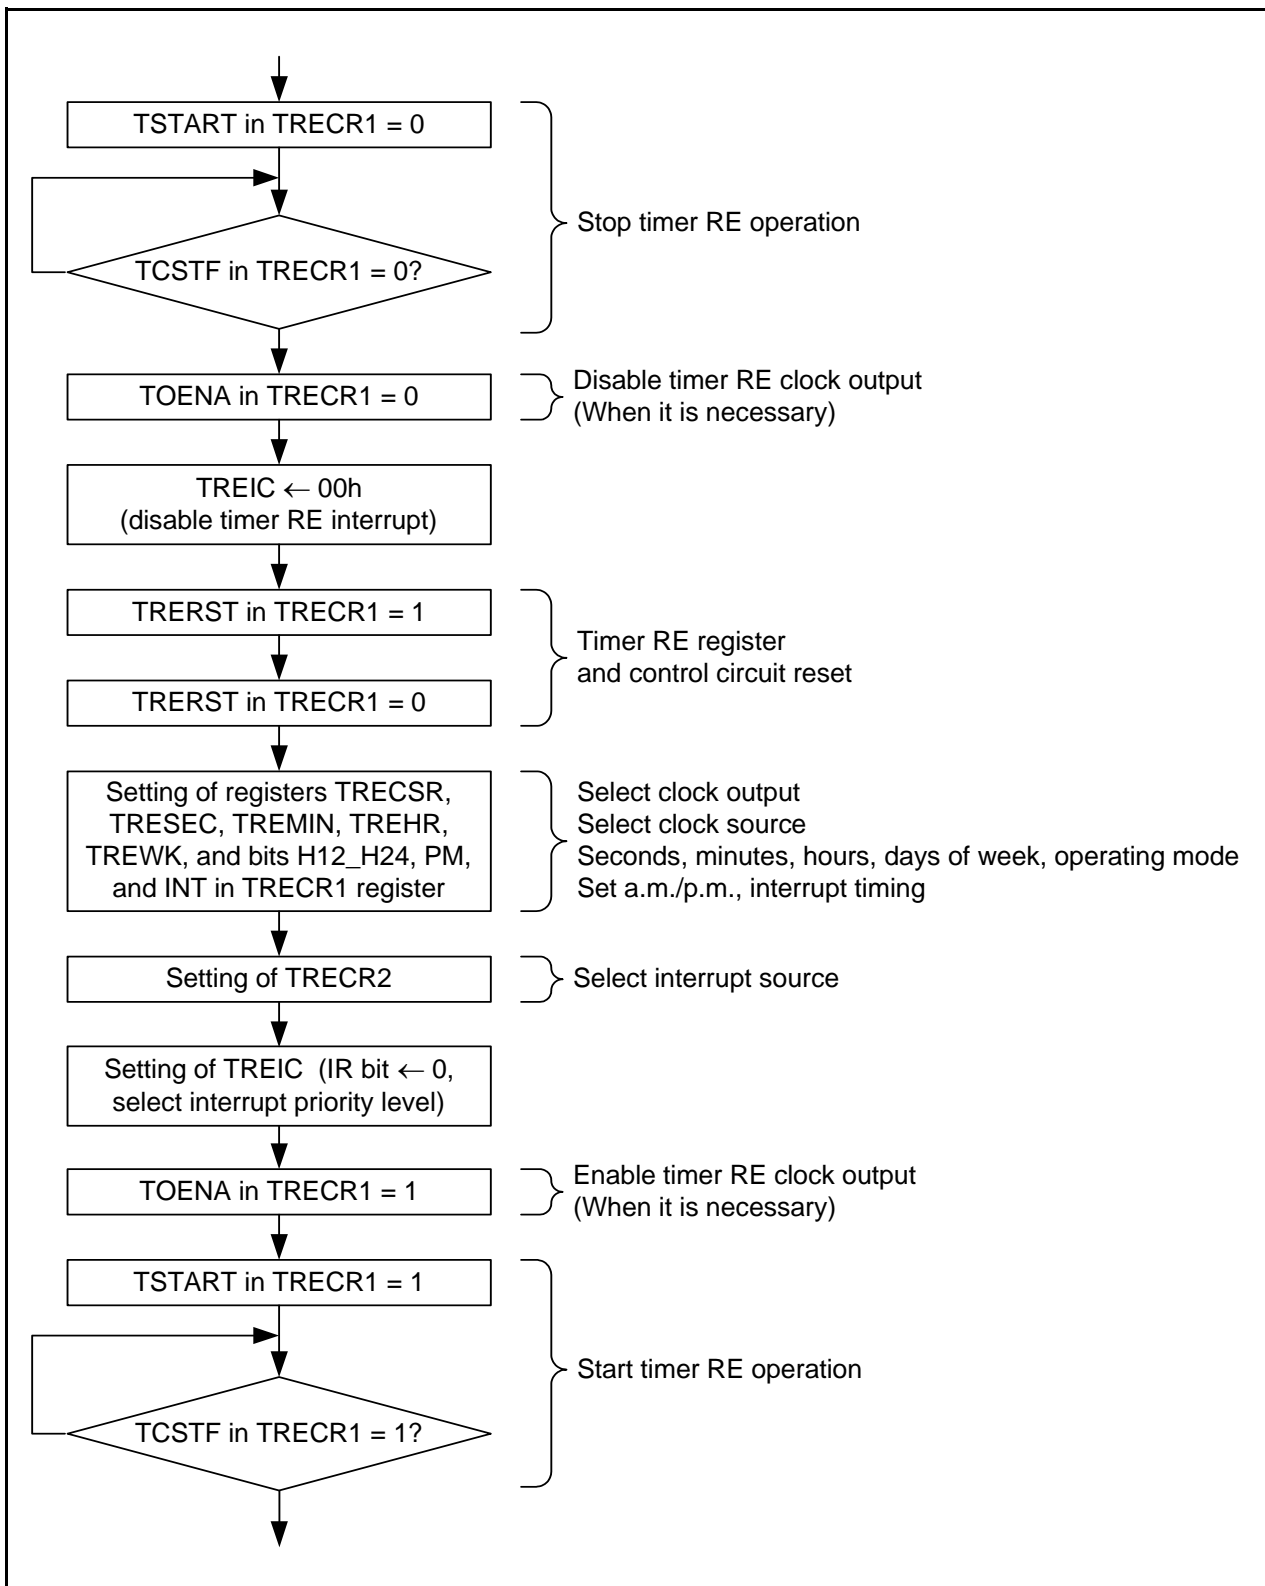 TSTART in TRECR1 = 0
TCSTF in TRECR1 = 0?
Stop timer RE operation
TOENA in TRECR1 = 0
Disable timer RE clock output
(When it is necessary)
TREIC ← 00h
(disable timer RE interrupt)
TRERST in TRECR1 = 1
TRERST in TRECR1 = 0
Timer RE register
and control circuit reset
Setting of registers TRECSR,
TRESEC, TREMIN, TREHR,
TREWK, and bits H12_H24, PM,
and INT in TRECR1 register
Select clock output
Select clock source
Seconds, minutes, hours, days of week, operating mode
Set a.m./p.m., interrupt timing
Setting of TRECR2
Select interrupt source
Setting of TREIC (IR bit ← 0,
select interrupt priority level)
TOENA in TRECR1 = 1
Enable timer RE clock output
(When it is necessary)
TSTART in TRECR1 = 1
TCSTF in TRECR1 = 1?
Start timer RE operation